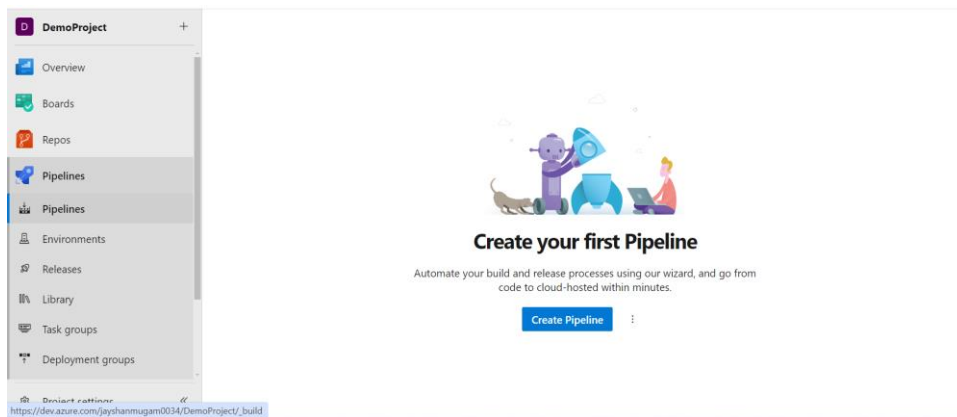 D DemoProject +
Overview
Boards
Repos
Pipelines
Pipelines
Environments
Releases
Library
Task groups
Deployment groups
Project settings
https://dev.azure.com/jayshanmugam0034/DemoProject/_build
Create your first Pipeline
Automate your build and release processes using our wizard, and go from
code to cloud-hosted within minutes.
Create Pipeline